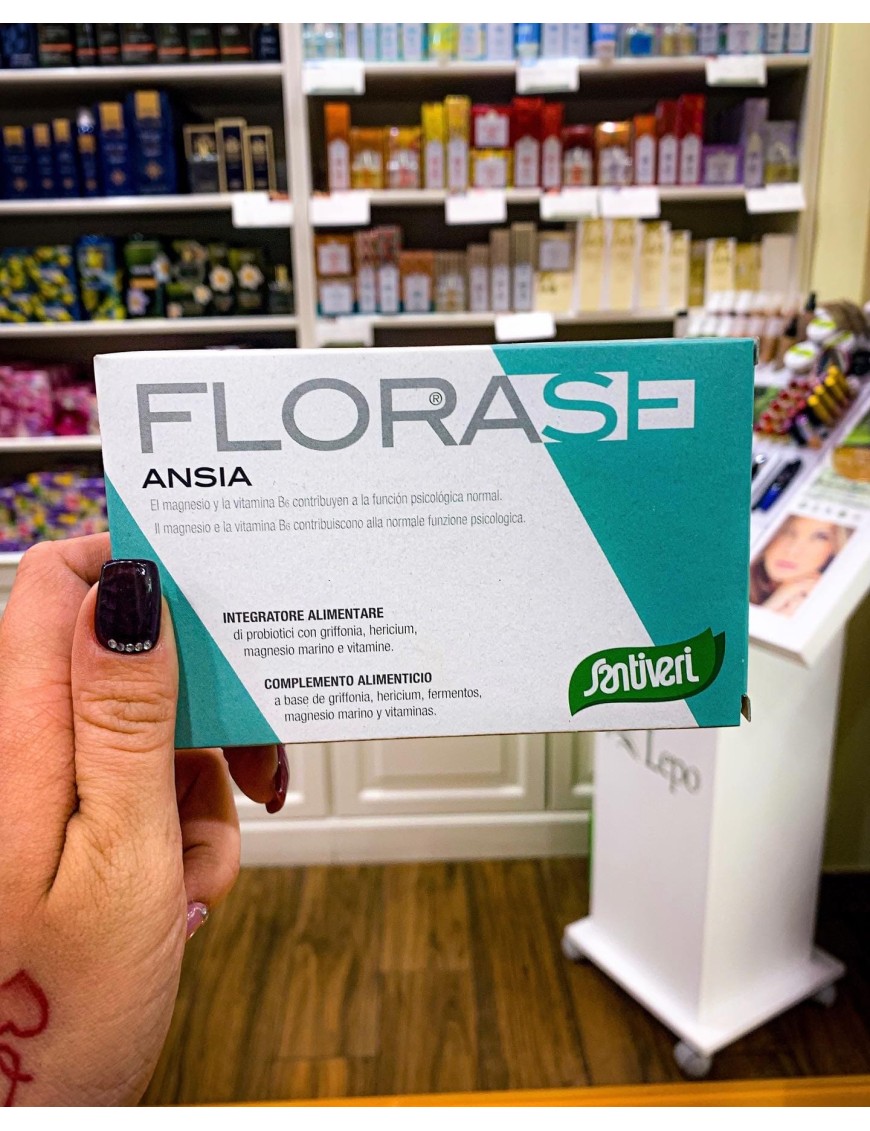 FLORASE®
ANSIA
El magnesio y la vitamina B6 contribuyen a la función psicológica normal.
Il magnesio e la vitamina B6 contribuiscono alla normale funzione psicologica.
INTEGRATORE ALIMENTARE
di probiotici con griffonia, hericium,
magnesio marino e vitamine.
COMPLEMENTO ALIMENTICIO
a base de griffonia, hericium, fermentos,
magnesio marino y vitaminas.
Santiveri
Lepo